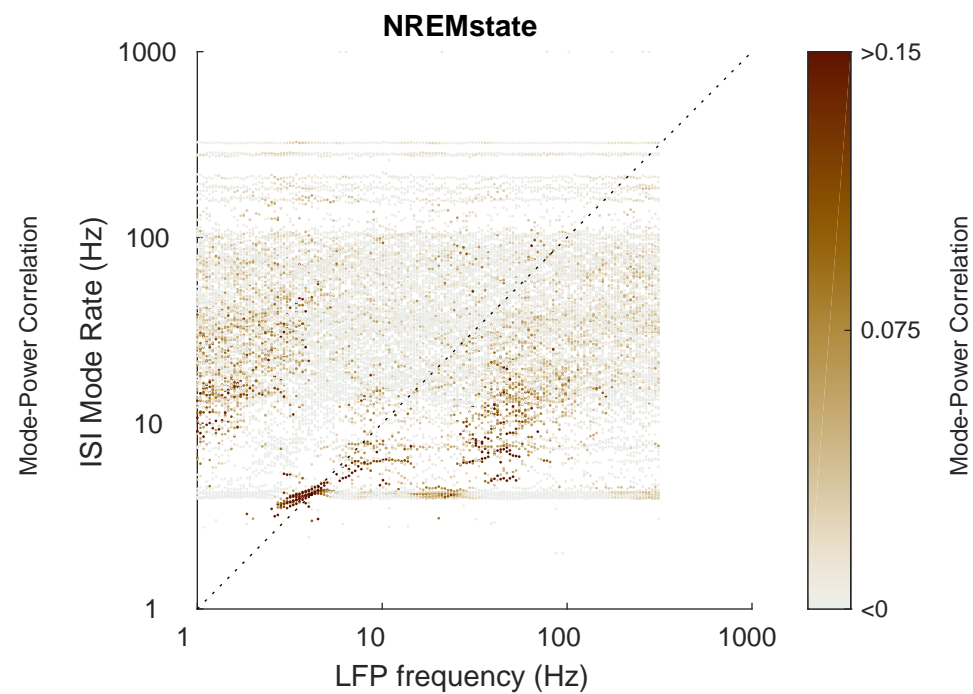 NREMstate
Mode-Power Correlation
ISI Mode Rate (Hz)
1000
100
10
1
1
10
100
1000
LFP frequency (Hz)
>0.15
0.075
<0
Mode-Power Correlation